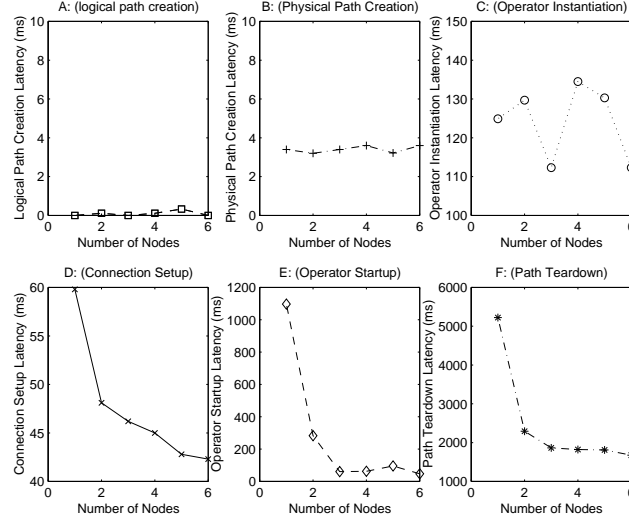 A: (logical path creation)
Logical Path Creation Latency (ms)
10
8
6
4
2
0
0 2 4 6
Number of Nodes
B: (Physical Path Creation)
Physical Path Creation Latency (ms)
10
8
6
4
2
0
0 2 4 6
Number of Nodes
C: (Operator Instantiation)
Operator Instantiation Latency (ms)
150
140
130
120
110
100
0 2 4 6
Number of Nodes
D: (Connection Setup)
Connection Setup Latency (ms)
60
55
50
45
40
0 2 4 6
Number of Nodes
E: (Operator Startup)
Operator Startup Latency (ms)
1200
1000
800
600
400
200
0
0 2 4 6
Number of Nodes
F: (Path Teardown)
Path Teardown Latency (ms)
6000
5000
4000
3000
2000
1000
0 2 4 6
Number of Nodes